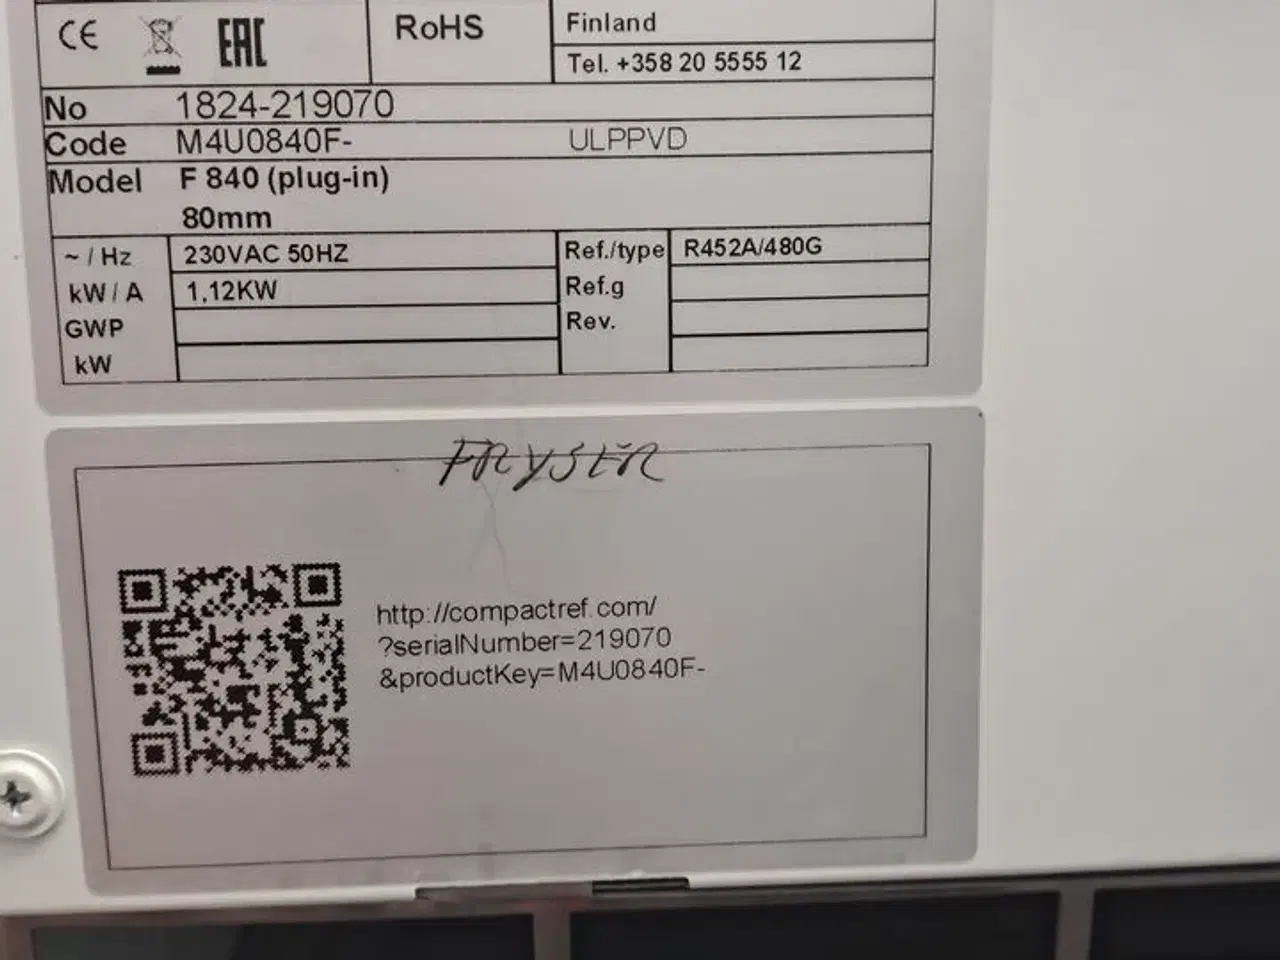 CE EAC RoHS Finland
Tel. +358 20 5555 12
No 1824-219070
Code M4U0840F- ULPPVD
Model F 840 (plug-in)
80mm
~ / Hz 230VAC 50HZ Ref./type R452A/480G
kW / A 1,12KW Ref.g
GWP Rev.
kW
FRYSER
http://compactref.com/
?serialNumber=219070
&productKey=M4U0840F-